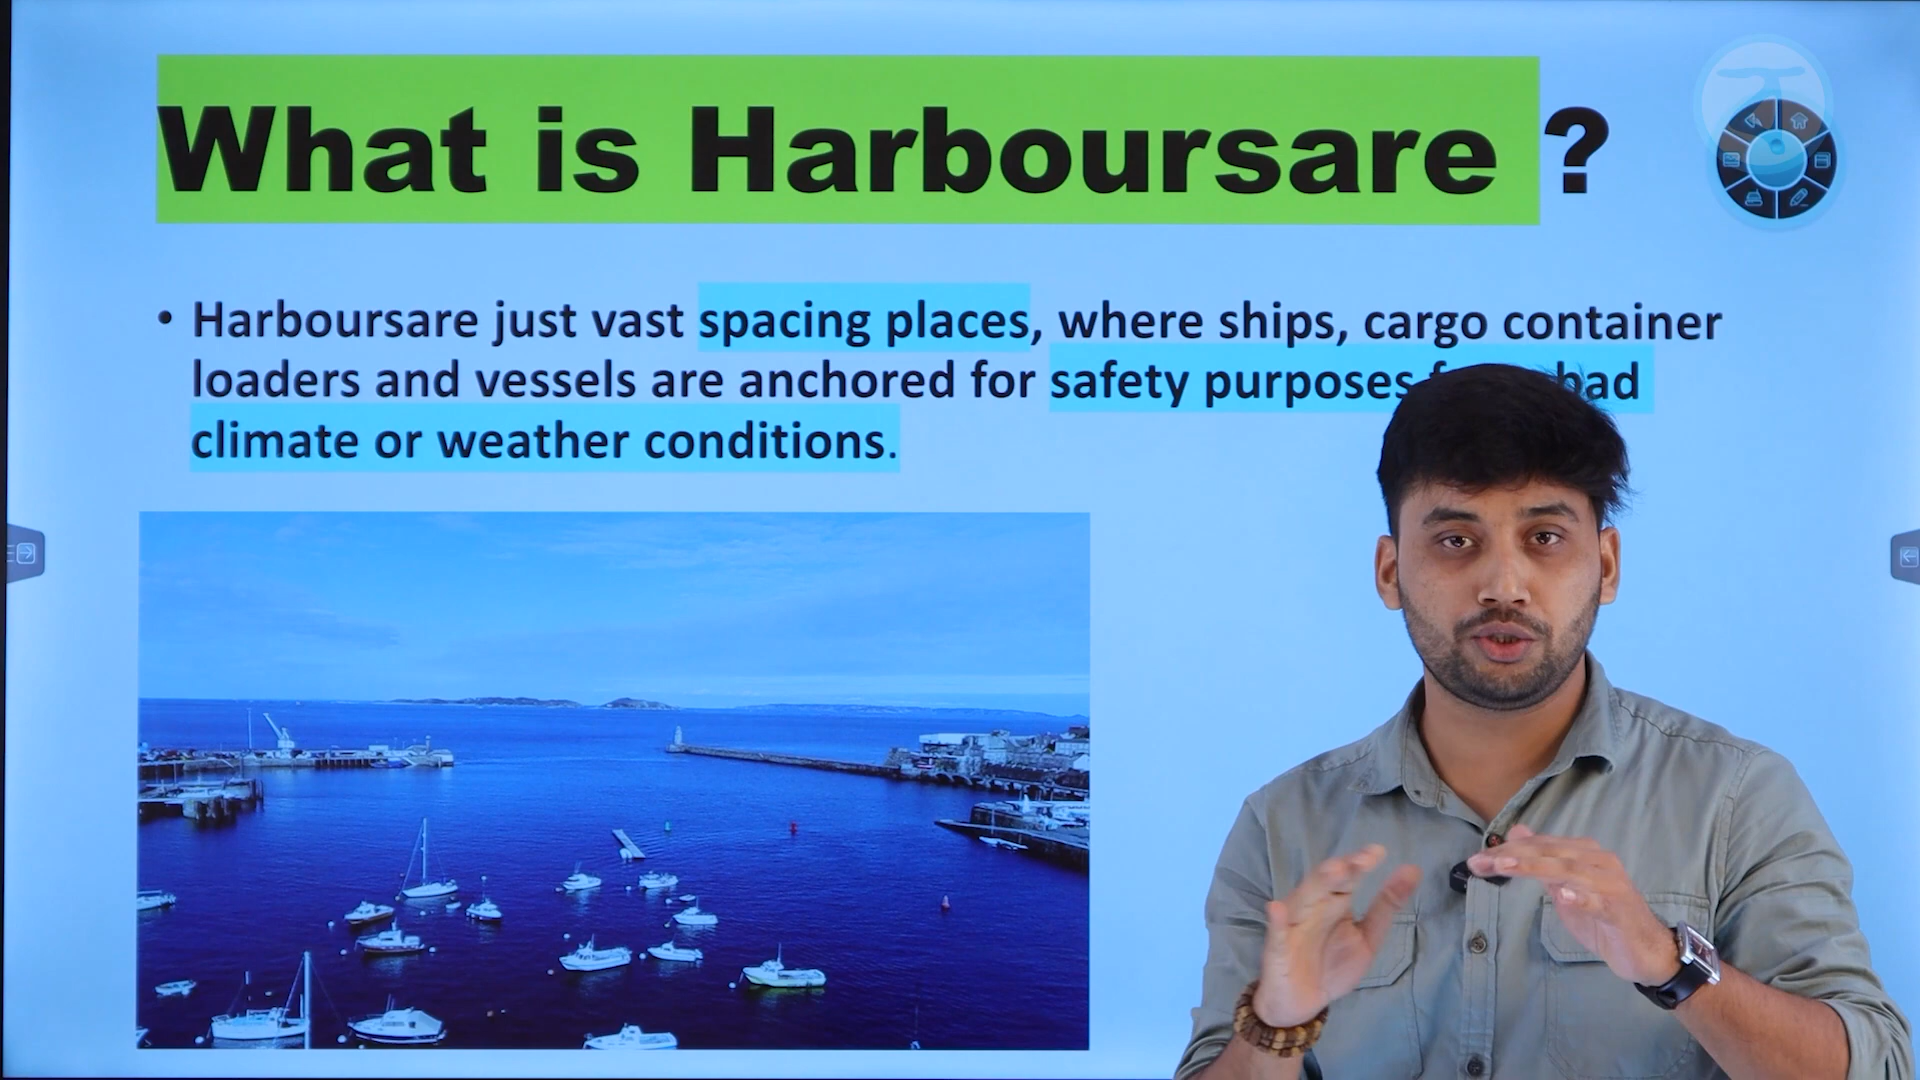 What is Harboursare ?
• Harboursare just vast spacing places, where ships, cargo container
loaders and vessels are anchored for safety purposes bad
climate or weather conditions.